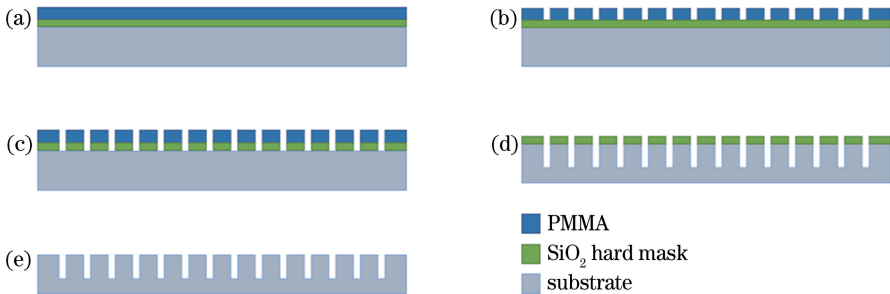 (a)
(b)
(c)
(d)
(e)
PMMA
SiO₂ hard mask
substrate